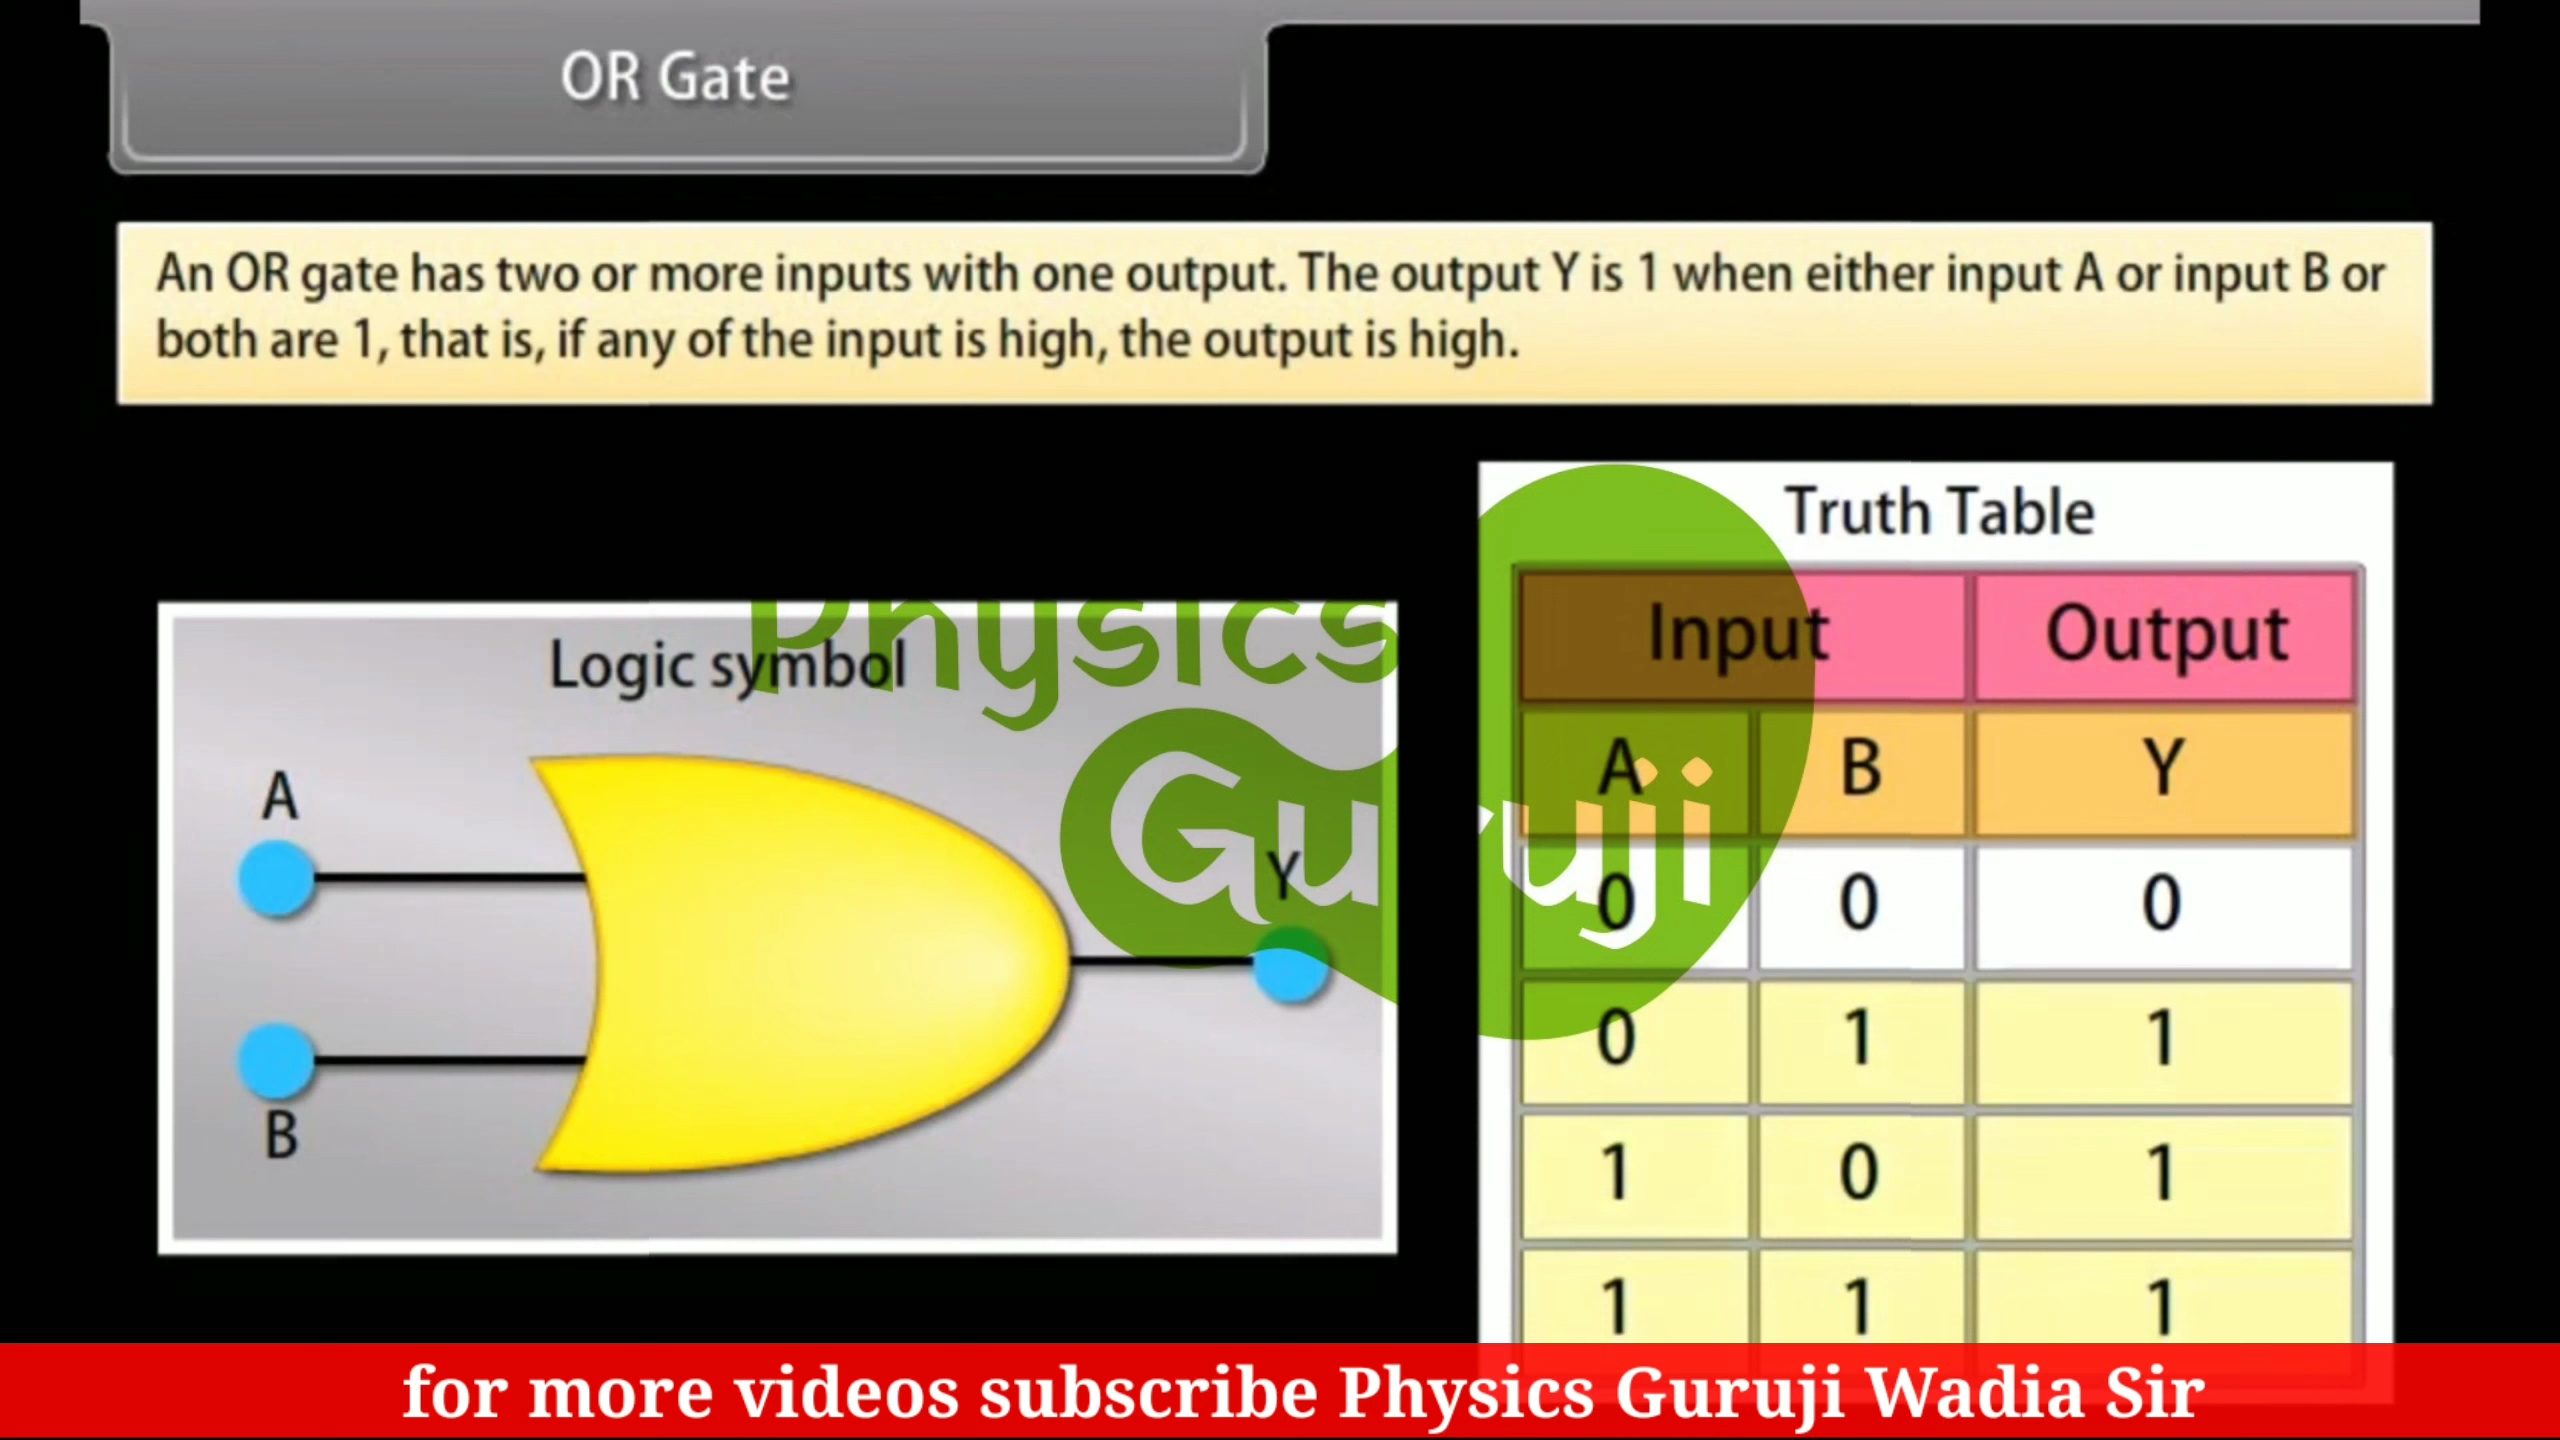 OR Gate
An OR gate has two or more inputs with one output. The output Y is 1 when either input A or input B or
both are 1, that is, if any of the input is high, the output is high.
Physics
Guruji
Logic symbol
A
B
Y
Truth Table
Input Output
A B Y
0 0 0
0 1 1
1 0 1
1 1 1
for more videos subscribe Physics Guruji Wadia Sir